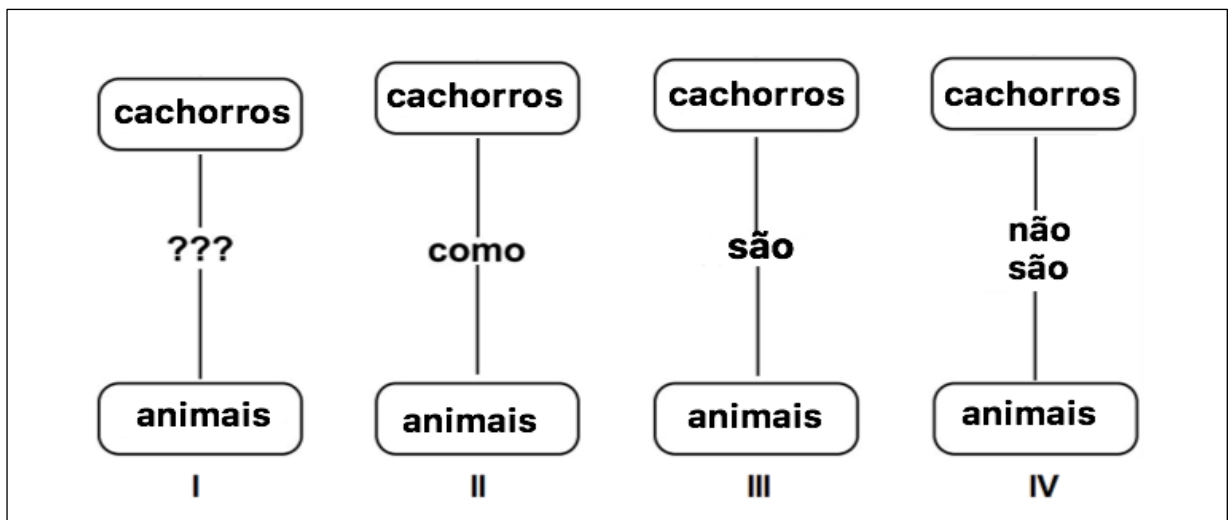 cachorros
cachorros
cachorros
cachorros
???
como
são
não
são
animais
animais
animais
animais
I
II
III
IV